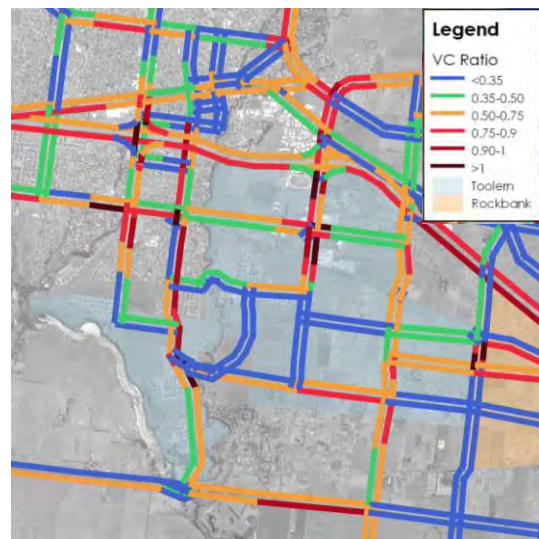 Legend
VC Ratio
<0.35
0.35-0.50
0.50-0.75
0.75-0.9
0.90-1
>1
Toolern
Rockbank